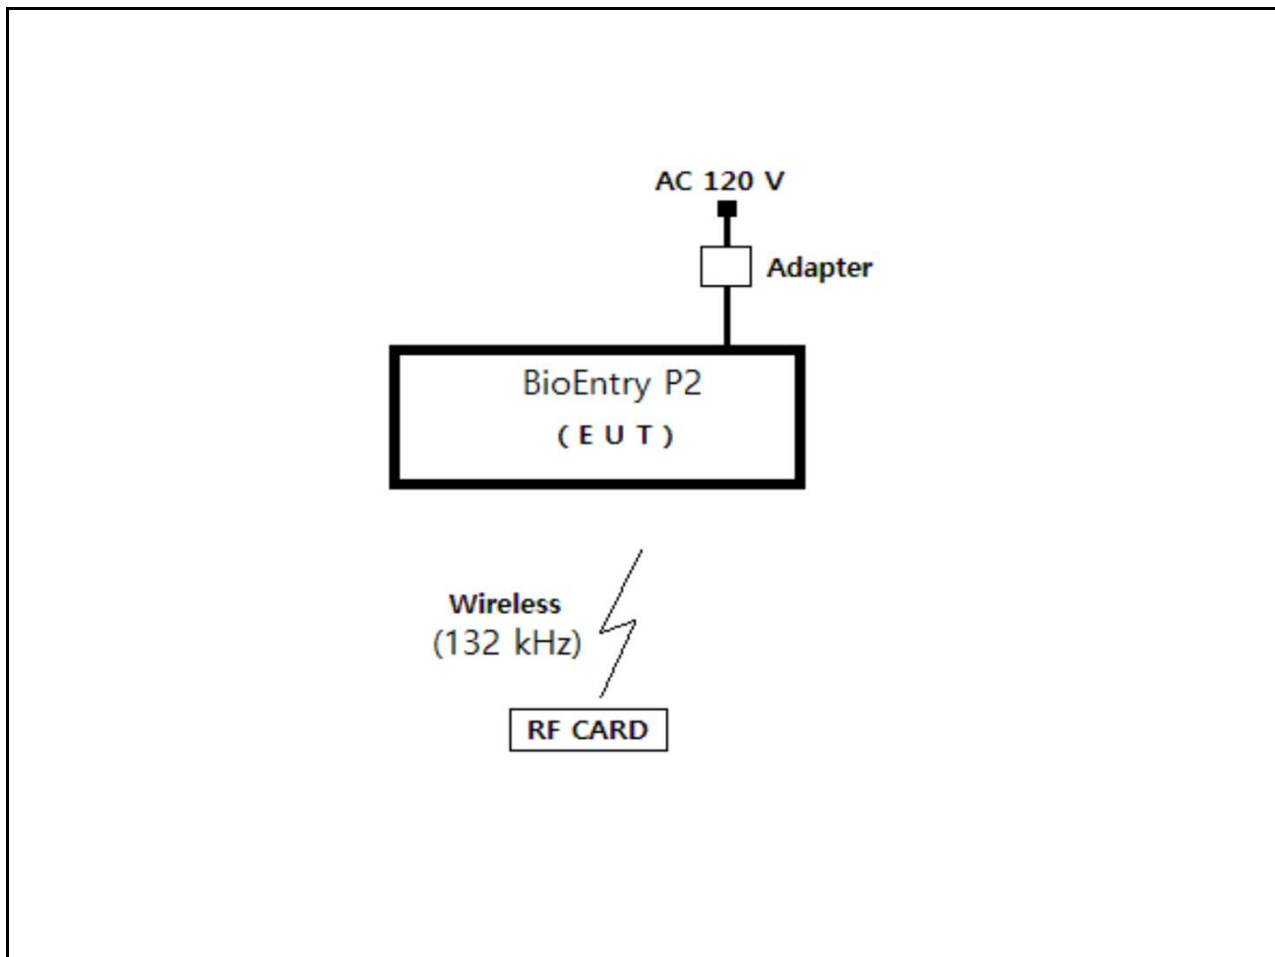 AC 120 V
Adapter
BioEntry P2
( E U T )
Wireless
(132 kHz)
RF CARD